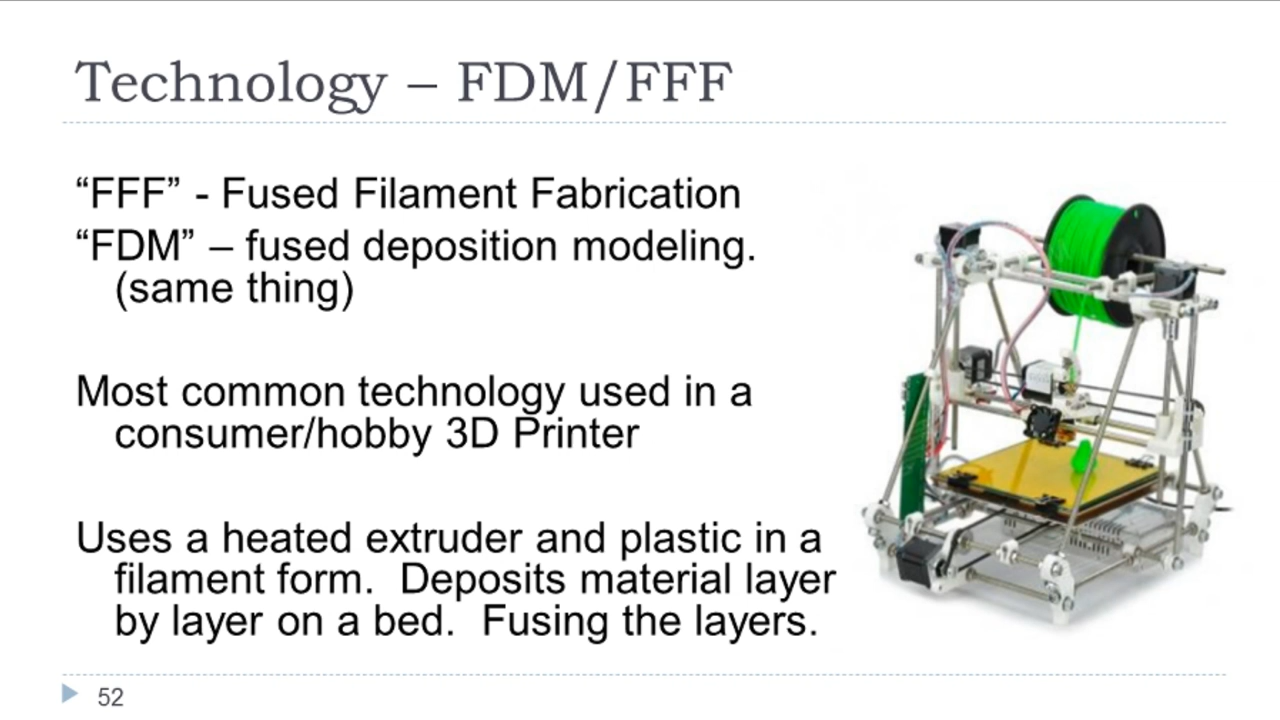 Technology – FDM/FFF
“FFF” - Fused Filament Fabrication
“FDM” – fused deposition modeling.
(same thing)
Most common technology used in a
consumer/hobby 3D Printer
Uses a heated extruder and plastic in a
filament form.  Deposits material layer
by layer on a bed.  Fusing the layers.
52